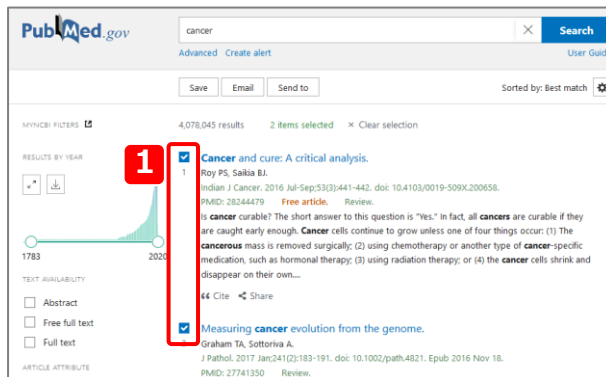 PubMed.gov
cancer
Search
Advanced Create alert
User Guid
Save Email Send to
Sorted by: Best match
MYNCBI FILTERS
4,078,045 results 2 items selected × Clear selection
RESULTS BY YEAR
1
Cancer and cure: A critical analysis.
1 Roy PS, Saikia BJ.
Indian J Cancer. 2016 Jul-Sep;53(3):441-442. doi: 10.4103/0019-509X.200658.
PMID: 28244479 Free article. Review.
Is cancer curable? The short answer to this question is "Yes." In fact, all cancers are curable if they
are caught early enough. Cancer cells continue to grow unless one of four things occur: (1) The
cancerous mass is removed surgically; (2) using chemotherapy or another type of cancer-specific
medication, such as hormonal therapy; (3) using radiation therapy; or (4) the cancer cells shrink and
disappear on their own....
Cite Share
1783 2020
TEXT AVAILABILITY
Abstract
Free full text
Full text
ARTICLE ATTRIBUTE
Measuring cancer evolution from the genome.
Graham TA, Sottoriva A.
J Pathol. 2017 Jan;241(2):183-191. doi: 10.1002/path.4821. Epub 2016 Nov 18.
PMID: 27741350 Review.